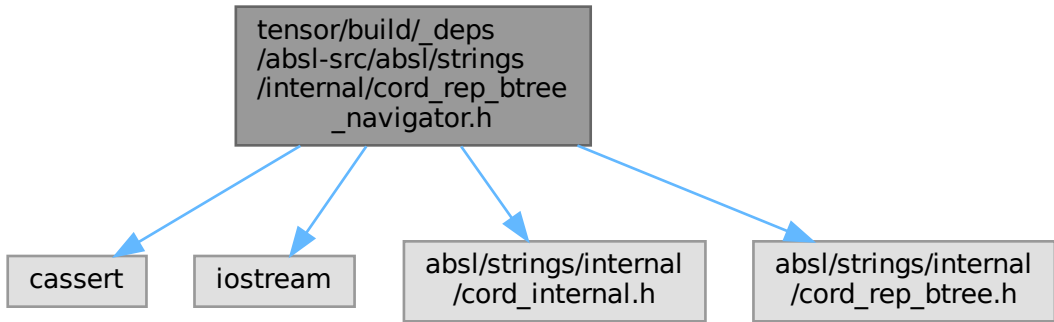 tensor/build/_deps
/absl-src/absl/strings
/internal/cord_rep_btree
_navigator.h
cassert
iostream
absl/strings/internal
/cord_internal.h
absl/strings/internal
/cord_rep_btree.h